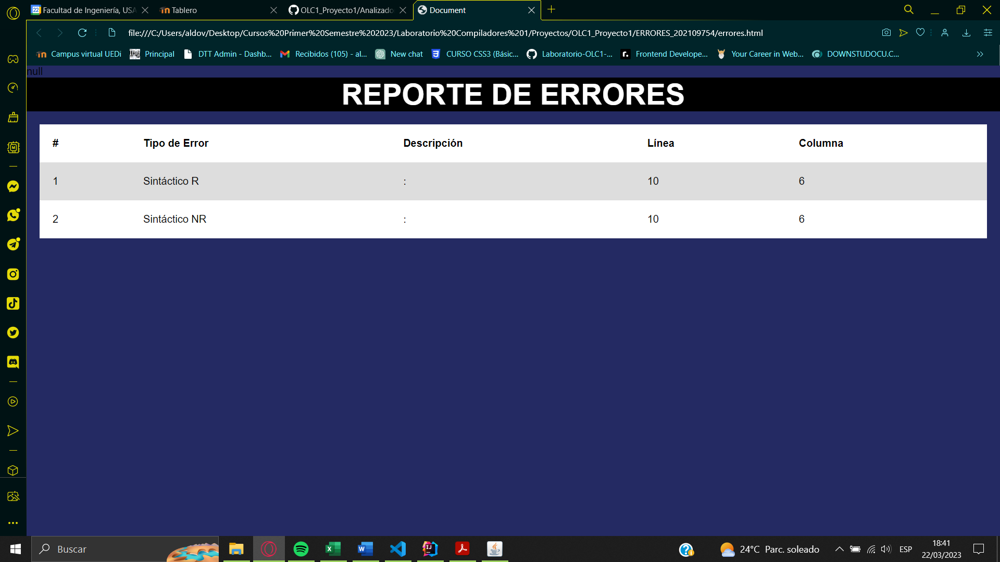 Facultad de Ingeniería, USA
Tablero
OLC1_Proyecto1/Analizado
Document
file:///C:/Users/aldov/Desktop/Cursos%20Primer%20Semestre%202023/Laboratorio%20Compiladores%201/Proyectos/OLC1_Proyecto1/ERRORES_202109754/errores.html
Campus virtual UEDi
Principal
DTT Admin - Dashb...
Recibidos (105) - al...
New chat
CURSO CSS3 (Básic...
Laboratorio-OLC1-...
Frontend Develope...
Your Career in Web...
DOWNSTUDOCU.C...
null
REPORTE DE ERRORES
# Tipo de Error Descripción Línea Columna
1 Sintáctico R : 10 6
2 Sintáctico NR : 10 6
Buscar
24°C Parc. soleado
ESP
18:41
22/03/2023